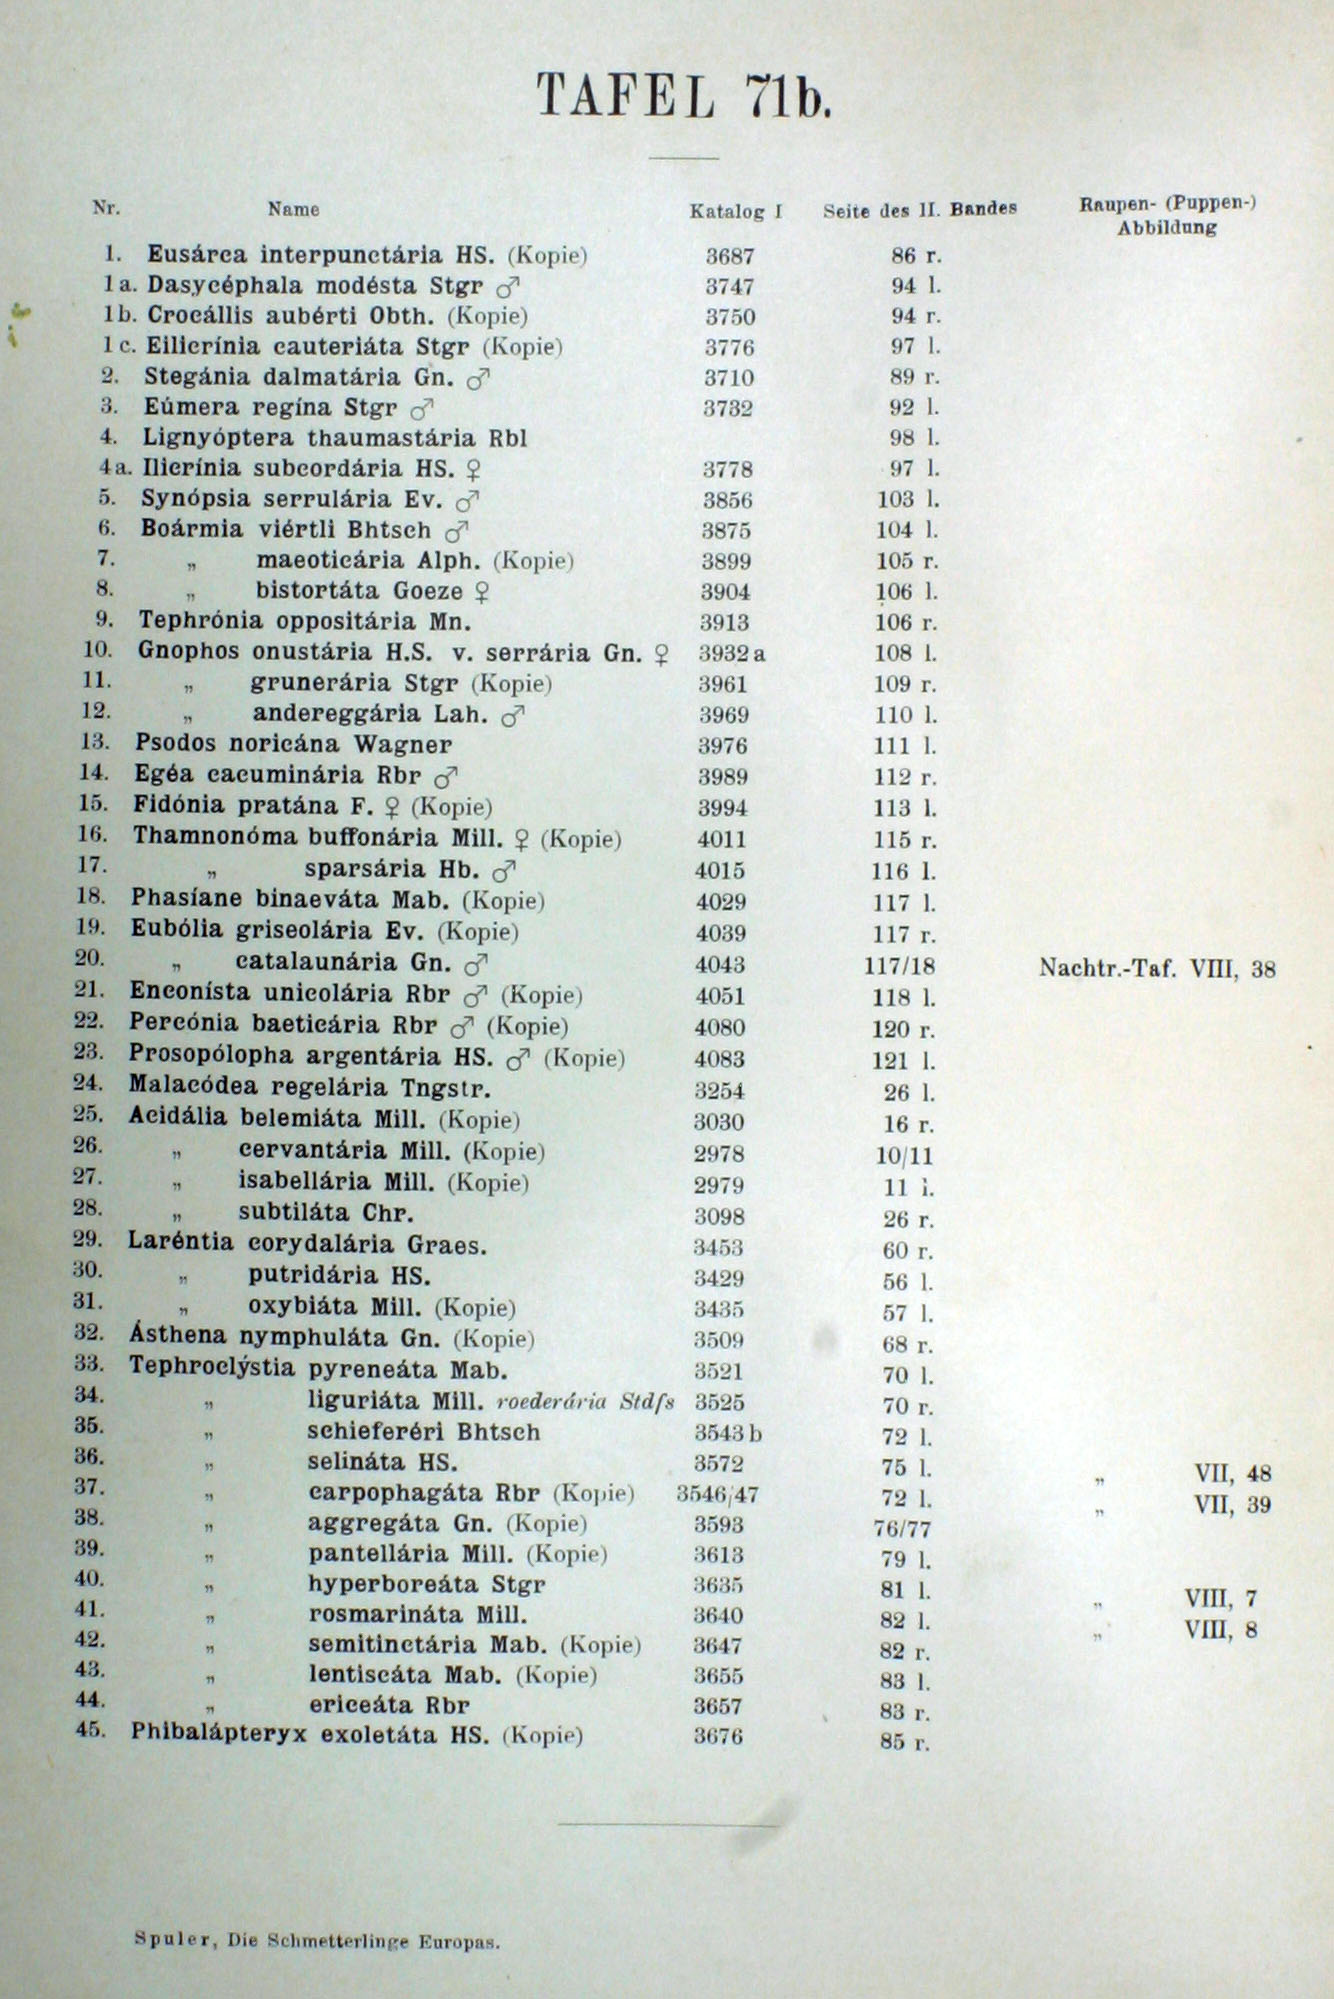 TAFEL 71b.
Nr. Name Katalog I Seite des II. Bandes Raupen- (Puppen-) Abbildung
1. Eusárca interpunctária HS. (Kopie) 3687 86 r.
1a. Dasycéphala modésta Stgr ♂ 3747 94 l.
1b. Crocállis aubérti Obth. (Kopie) 3750 94 r.
1c. Eilicrínia cauteriáta Stgr (Kopie) 3776 97 l.
2. Stegánia dalmatária Gn. ♂ 3710 89 r.
3. Eúmera regína Stgr ♂ 3732 92 l.
4. Lignyóptera thaumastária Rbl 98 l.
4a. Ilicrínia subcordária HS. ♀ 3778 97 l.
5. Synópsia serrulária Ev. ♂ 3856 103 l.
6. Boármia viértli Bhtsch ♂ 3875 104 l.
7. „ maeoticária Alph. (Kopie) 3899 105 r.
8. „ bistortáta Goeze ♀ 3904 106 l.
9. Tephrónia oppositária Mn. 3913 106 r.
10. Gnophos onustária H.S. v. serrária Gn. ♀ 3932a 108 l.
11. „ grunerária Stgr (Kopie) 3961 109 r.
12. „ andereggária Lah. ♂ 3969 110 l.
13. Psodos noricána Wagner 3976 111 l.
14. Egéa cacuminária Rbr ♂ 3989 112 r.
15. Fidónia pratána F. ♀ (Kopie) 3994 113 l.
16. Thamnonóma buffonária Mill. ♀ (Kopie) 4011 115 r.
17. „ sparsária Hb. ♂ 4015 116 l.
18. Phasíane binaeváta Mab. (Kopie) 4029 117 l.
19. Eubólia griseolária Ev. (Kopie) 4039 117 r.
20. „ catalaunária Gn. ♂ 4043 117/18 Nachtr.-Taf. VIII, 38
21. Enconísta unicolária Rbr ♂ (Kopie) 4051 118 l.
22. Percónia baeticária Rbr ♂ (Kopie) 4080 120 r.
23. Prosopólopha argentária HS. ♂ (Kopie) 4083 121 l.
24. Malacódea regelária Tngstr. 3254 26 l.
25. Acidália belemiáta Mill. (Kopie) 3030 16 r.
26. „ cervantária Mill. (Kopie) 2978 10/11
27. „ isabellária Mill. (Kopie) 2979 11 l.
28. „ subtiláta Chr. 3098 26 r.
29. Laréntia corydalária Graes. 3453 60 r.
30. „ putridária HS. 3429 56 l.
31. „ oxybiáta Mill. (Kopie) 3435 57 l.
32. Ásthena nymphuláta Gn. (Kopie) 3509 68 r.
33. Tephroclýstia pyreneáta Mab. 3521 70 l.
34. „ liguriáta Mill. roederária Stdfs 3525 70 r.
35. „ schieferéri Bhtsch 3543b 72 l.
36. „ selináta HS. 3572 75 l. „ VII, 48
37. „ carpophagáta Rbr (Kopie) 3546/47 72 l. „ VII, 39
38. „ aggregáta Gn. (Kopie) 3593 76/77
39. „ pantellária Mill. (Kopie) 3613 79 l.
40. „ hyperboreáta Stgr 3635 81 l. „ VIII, 7
41. „ rosmarináta Mill. 3640 82 l. „ VIII, 8
42. „ semitinctária Mab. (Kopie) 3647 82 r.
43. „ lentiscáta Mab. (Kopie) 3655 83 l.
44. „ ericeáta Rbr 3657 83 r.
45. Phibalápteryx exoletáta HS. (Kopie) 3676 85 r.
Spuler, Die Schmetterlinge Europas.